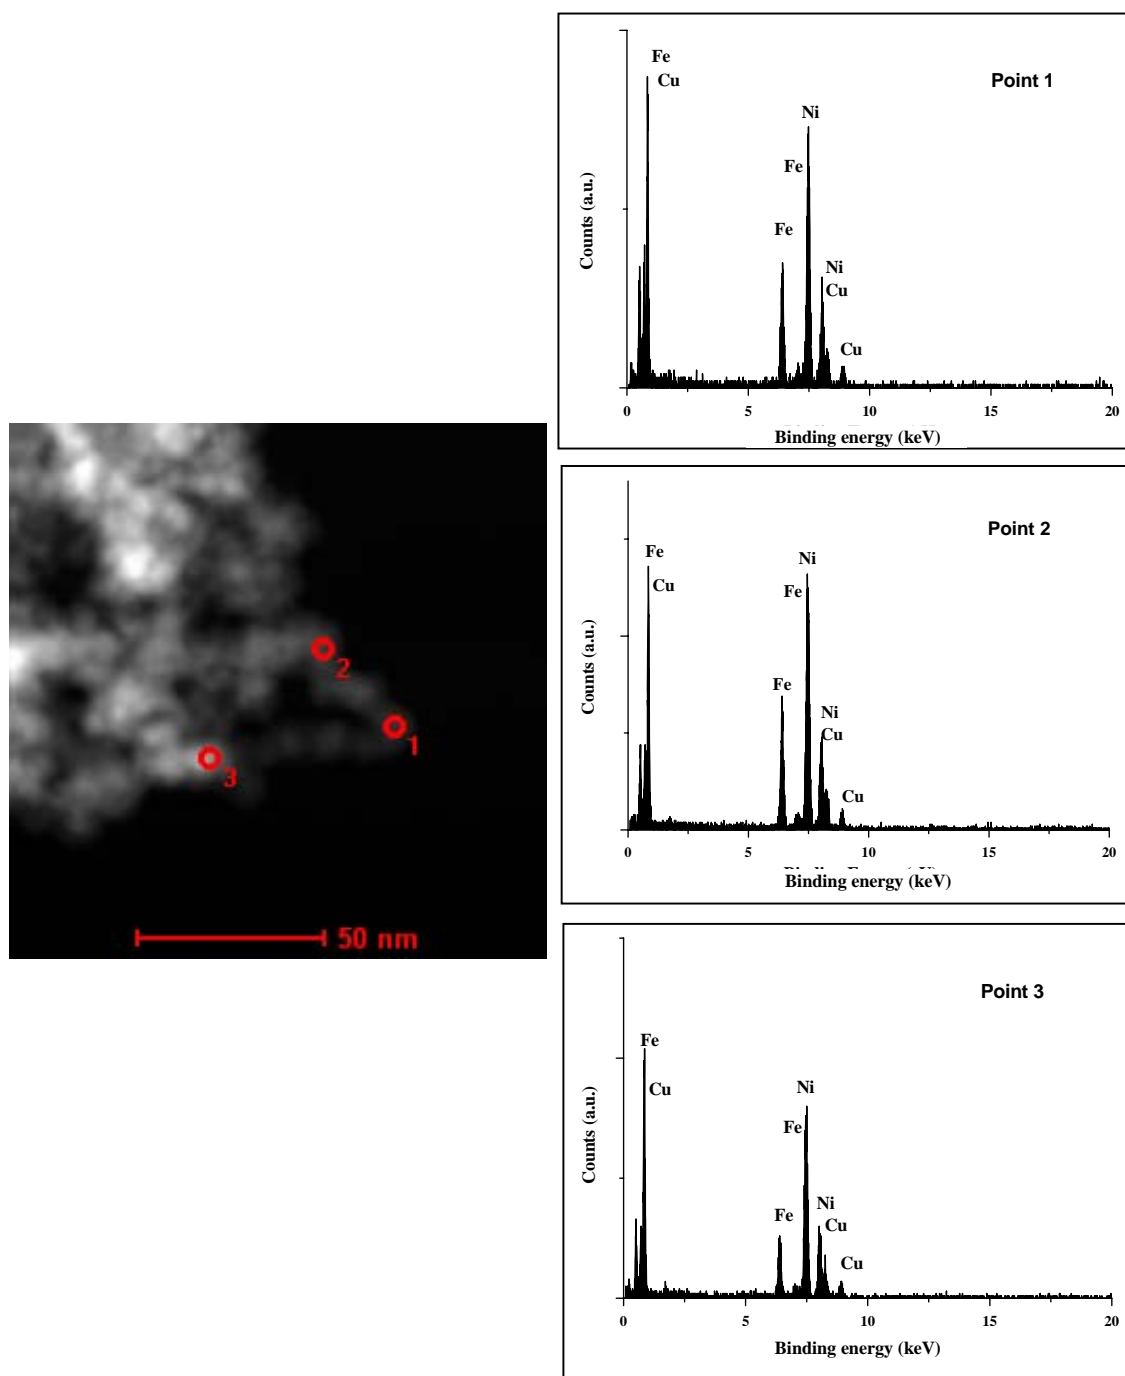 Point 1
Fe
Cu
Ni
Fe
Fe
Ni
Cu
Cu
Counts (a.u.)
0 5 10 15 20
Binding energy (keV)
2
1
3
50 nm
Point 2
Fe
Cu
Ni
Fe
Fe
Ni
Cu
Cu
Counts (a.u.)
0 5 10 15 20
Binding energy (keV)
Point 3
Fe
Cu
Ni
Fe
Fe
Ni
Cu
Cu
Counts (a.u.)
0 5 10 15 20
Binding energy (keV)